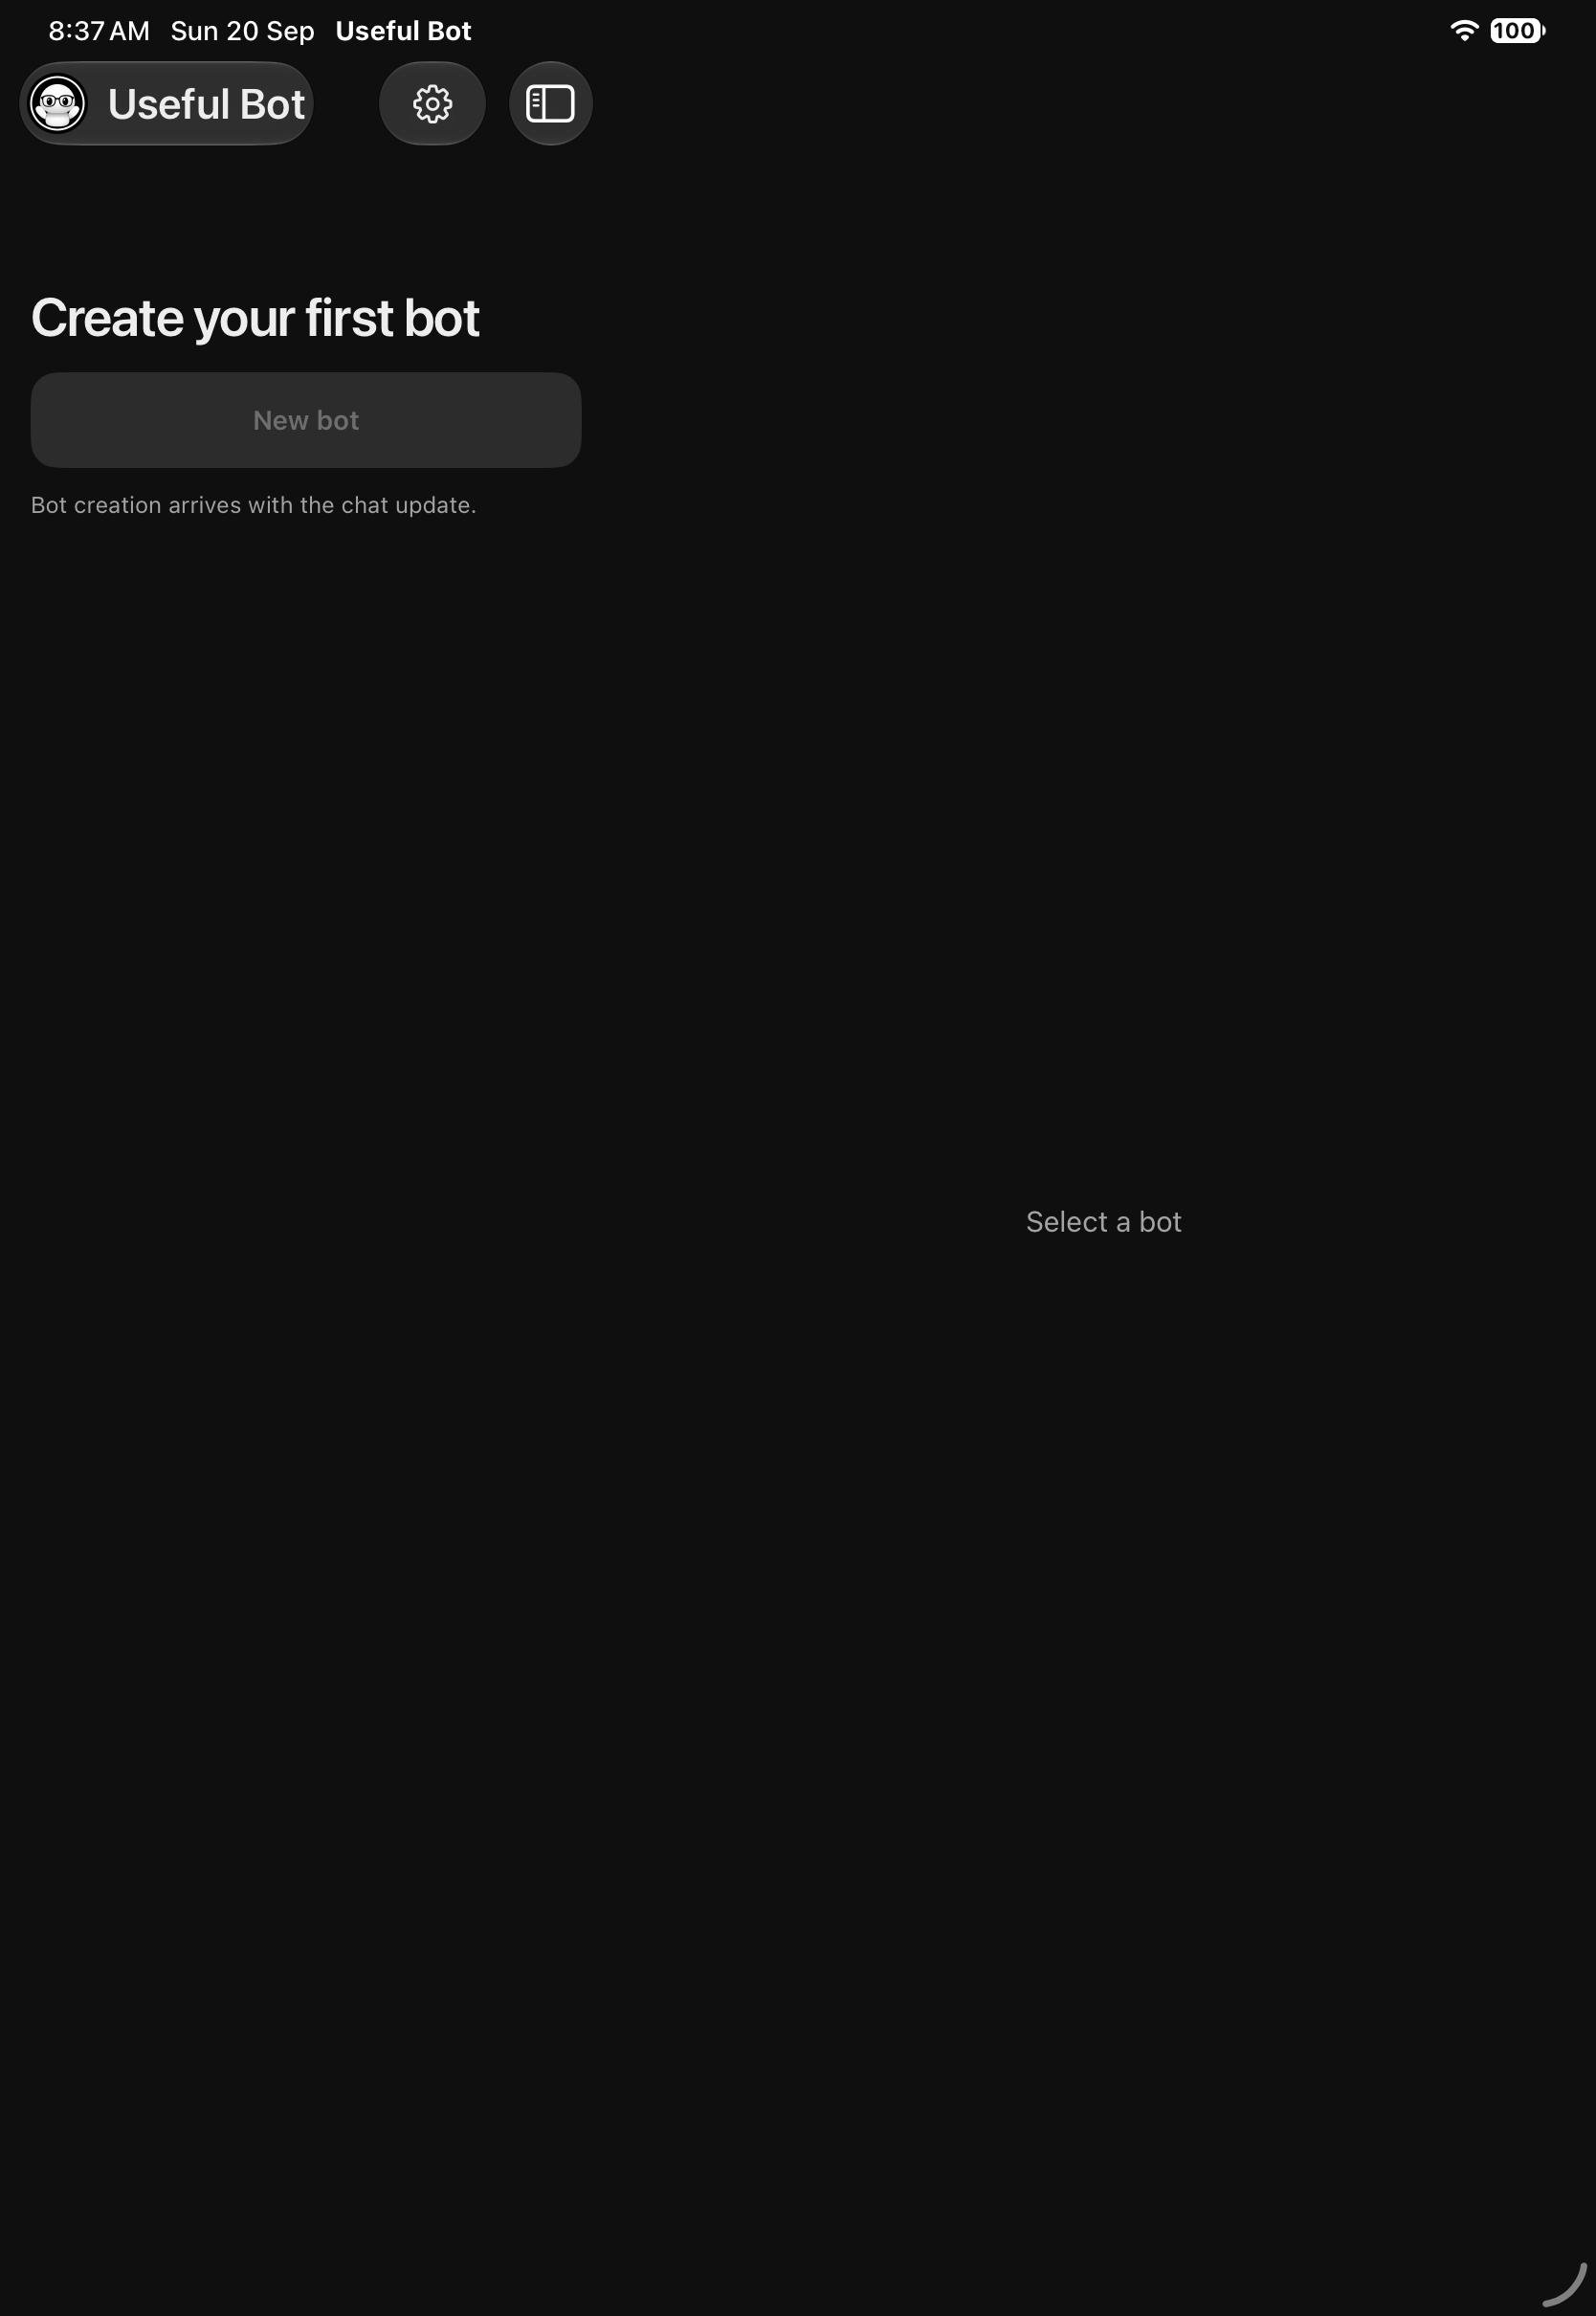 8:37 AM Sun 20 Sep Useful Bot
100
Useful Bot
Create your first bot
New bot
Bot creation arrives with the chat update.
Select a bot